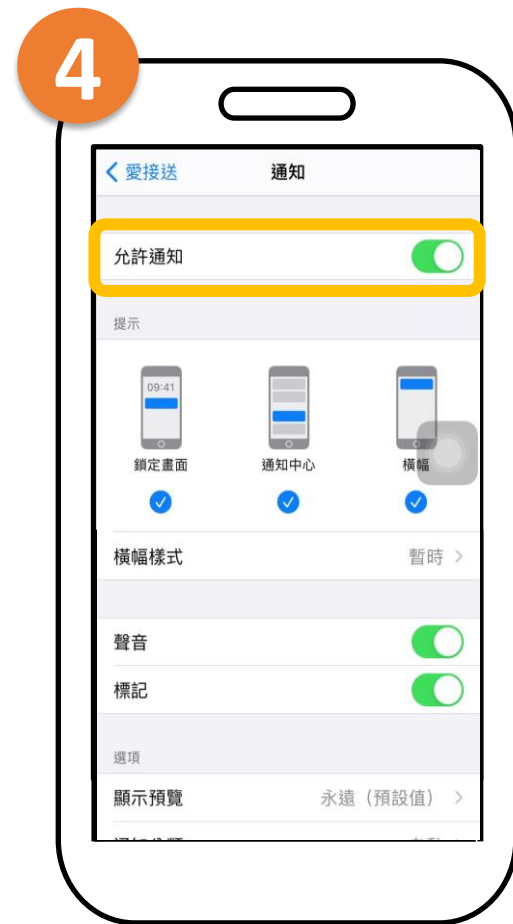 4
愛接送 通知
允許通知
提示
09:41
鎖定畫面 通知中心 橫幅
橫幅樣式 暫時
聲音
標記
選項
顯示預覽 永遠（預設值）